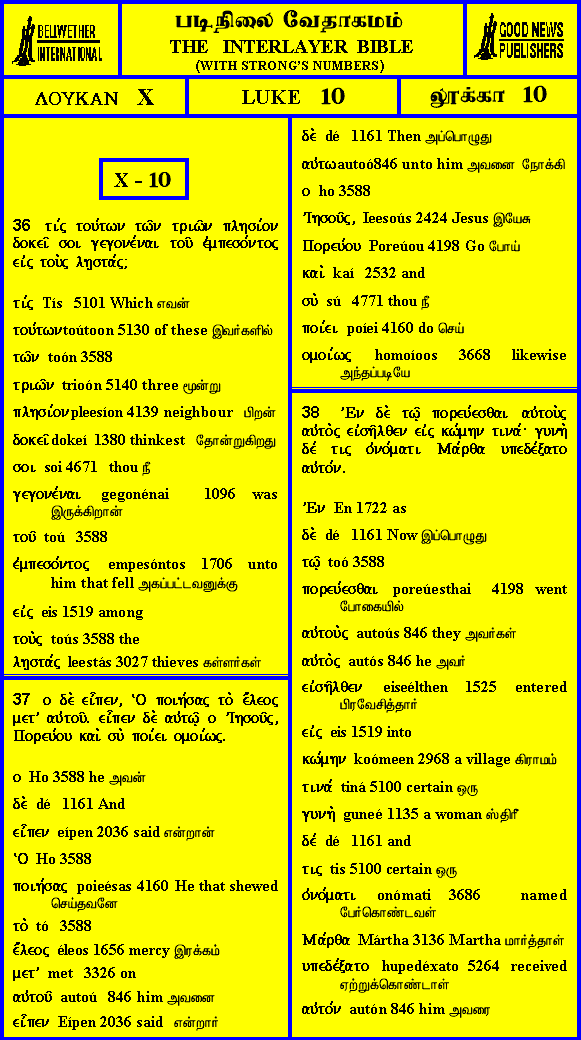 BELLWETHER
INTERNATIONAL
படிநிலை வேதாகமம்
THE INTERLAYER BIBLE
(WITH STRONG'S NUMBERS)
GOOD NEWS
PUBLISHERS
ΛΟΥΚΑΝ X
LUKE 10
லூக்கா 10
X - 10
36 τίς τούτων τῶν τριῶν πλησίον
δοκεῖ σοι γεγονέναι τοῦ ἐμπεσόντος
εἰς τοὺς λῃστάς;
τίς Tís 5101 Which எவன்
τούτωντoútoon 5130 of these இவர்களில்
τῶν toón 3588
τριῶν trioón 5140 three மூன்று
πλησίονpleesíon 4139 neighbour பிறன்
δοκεῖ dokeí 1380 thinkest தோன்றுகிறது
σοι soi 4671 thou நீ
γεγονέναι gegonénai 1096 was
இருக்கிறான்
τοῦ toú 3588
ἐμπεσόντος empesóntos 1706 unto
him that fell அகப்பட்டவனுக்கு
εἰς eis 1519 among
τοὺς toús 3588 the
λῃστάς leestás 3027 thieves கள்ளர்கள்
37 ο δὲ εἶπεν, Ὁ ποιήσας τὸ ἔλεος
μετ' αὐτοῦ. εἶπεν δὲ αὐτῷ ο Ἰησοῦς,
Πορεύου καὶ σὺ ποίει ομοίως.
ο Ho 3588 he அவன்
δὲ dé 1161 And
εἶπεν eípen 2036 said என்றான்
Ὁ Ho 3588
ποιήσας poieésas 4160 He that shewed
செய்தவனே
τὸ tó 3588
ἔλεος éleos 1656 mercy இரக்கம்
μετ' met 3326 on
αὐτοῦ autoú 846 him அவனை
εἶπεν Eípen 2036 said என்றார்
δὲ dé 1161 Then அப்பொழுது
αὐτω autoó846 unto him அவனை நோக்கி
ο ho 3588
Ἰησοῦς, Ieesoús 2424 Jesus இயேசு
Πορεύου Poreúou 4198 Go போய்
καὶ kaí 2532 and
σὺ sú 4771 thou நீ
ποίει poíei 4160 do செய்
ομοίως homoíoos 3668 likewise
அந்தப்படியே
38 Ἐν δὲ τῷ πορεύεσθαι αὐτοὺς
αὐτὸς εἰσῆλθεν εἰς κώμην τινά· γυνὴ
δέ τις ὀνόματι Μάρθα υπεδέξατο
αὐτόν.
Ἐν En 1722 as
δὲ dé 1161 Now இப்பொழுது
τῷ toó 3588
πορεύεσθαι poreúesthai 4198 went
போகையில்
αὐτοὺς autoús 846 they அவர்கள்
αὐτὸς autós 846 he அவர்
εἰσῆλθεν eiseélthen 1525 entered
பிரவேசித்தார்
εἰς eis 1519 into
κώμην koómeen 2968 a village கிராமம்
τινά tiná 5100 certain ஒரு
γυνὴ guneé 1135 a woman ஸ்திரீ
δέ dé 1161 and
τις tis 5100 certain ஒரு
ὀνόματι onómati 3686 named
பேர்கொண்டவள்
Μάρθα Mártha 3136 Martha மார்த்தாள்
υπεδέξατο hupedéxato 5264 received
ஏற்றுக்கொண்டாள்
αὐτόν autón 846 him அவரை